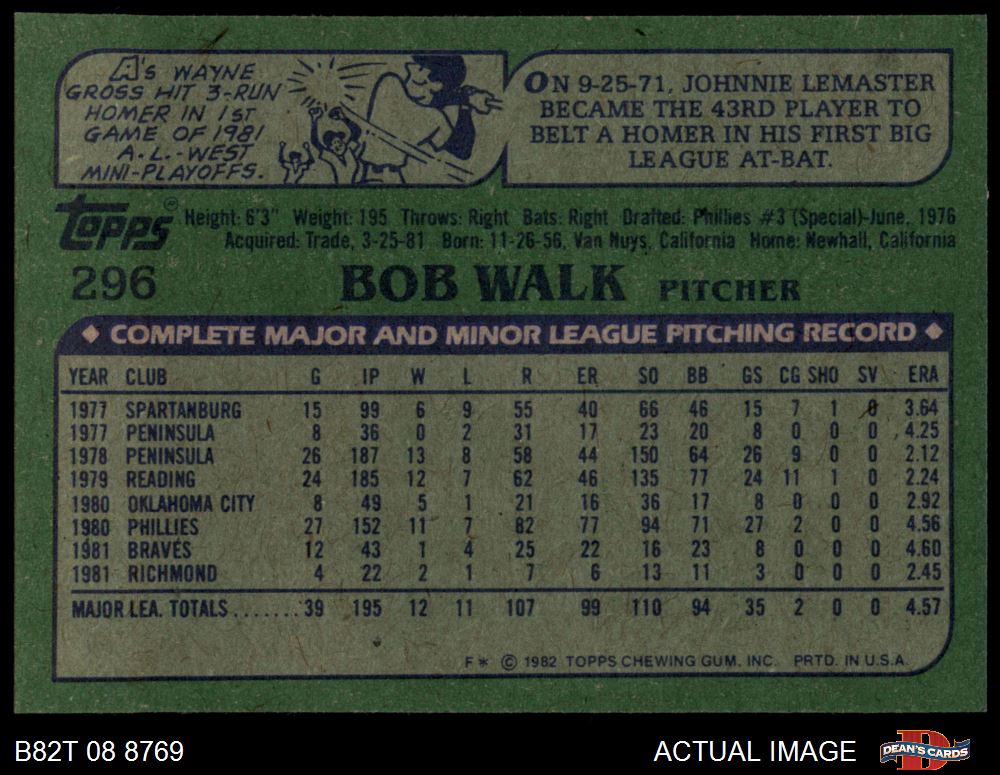 A's WAYNE
GROSS HIT 3-RUN
HOMER IN 1ST
GAME OF 1981
A.L.-WEST
MINI-PLAYOFFS.
ON 9-25-71, JOHNNIE LEMASTER
BECAME THE 43RD PLAYER TO
BELT A HOMER IN HIS FIRST BIG
LEAGUE AT-BAT.
Topps®
Height: 6'3" Weight: 195 Throws: Right Bats: Right Drafted: Phillies #3 (Special)-June, 1976
Acquired: Trade, 3-25-81 Born: 11-26-56, Van Nuys, California Home: Newhall, California
296 BOB WALK PITCHER
◆ COMPLETE MAJOR AND MINOR LEAGUE PITCHING RECORD ◆
YEAR CLUB G IP W L R ER SO BB GS CG SHO SV ERA
1977 SPARTANBURG 15 99 6 9 55 40 66 46 15 7 1 0 3.64
1977 PENINSULA 8 36 0 2 31 17 23 20 8 0 0 0 4.25
1978 PENINSULA 26 187 13 8 58 44 150 64 26 9 0 0 2.12
1979 READING 24 185 12 7 62 46 135 77 24 11 1 0 2.24
1980 OKLAHOMA CITY 8 49 5 1 21 16 36 17 8 0 0 0 2.92
1980 PHILLIES 27 152 11 7 82 77 94 71 27 2 0 0 4.56
1981 BRAVES 12 43 1 4 25 22 16 23 8 0 0 0 4.60
1981 RICHMOND 4 22 2 1 7 6 13 11 3 0 0 0 2.45
MAJOR LEA. TOTALS.......39 195 12 11 107 99 110 94 35 2 0 0 4.57
F* © 1982 TOPPS CHEWING GUM, INC. PRTD. IN U.S.A.
B82T 08 8769
ACTUAL IMAGE
DEAN'S CARDS